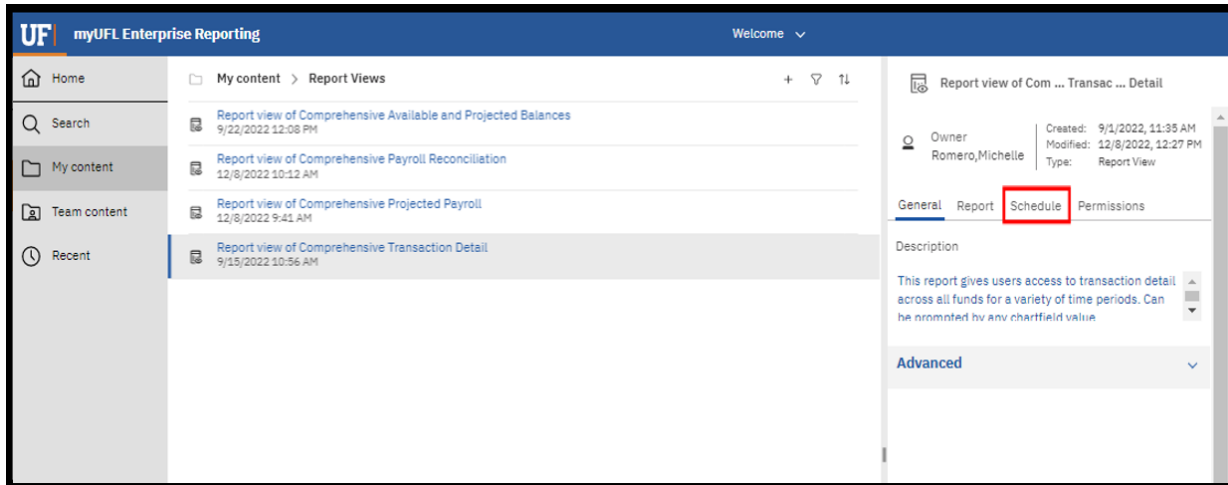 UF myUFL Enterprise Reporting
Welcome
Home
Search
My content
Team content
Recent
My content > Report Views
Report view of Comprehensive Available and Projected Balances
9/22/2022 12:08 PM
Report view of Comprehensive Payroll Reconciliation
12/8/2022 10:12 AM
Report view of Comprehensive Projected Payroll
12/8/2022 9:41 AM
Report view of Comprehensive Transaction Detail
9/15/2022 10:56 AM
Report view of Com ... Transac ... Detail
Owner
Romero,Michelle
Created: 9/1/2022, 11:35 AM
Modified: 12/8/2022, 12:27 PM
Type: Report View
General Report Schedule Permissions
Description
This report gives users access to transaction detail
across all funds for a variety of time periods. Can
be prompted by any chartfield value
Advanced